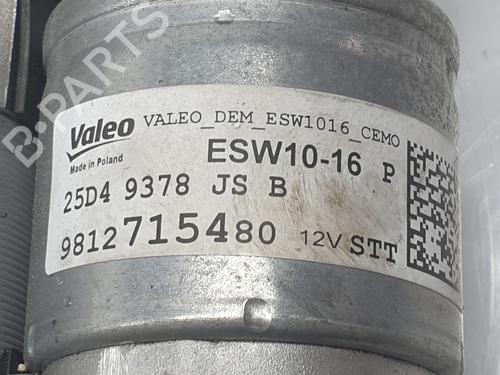 Valeo VALEO_DEM_ESW1016_CEMO
Made in Poland ESW10-16 P
25D4 9378 JS B
9812715480 12V STT
B-PARTS